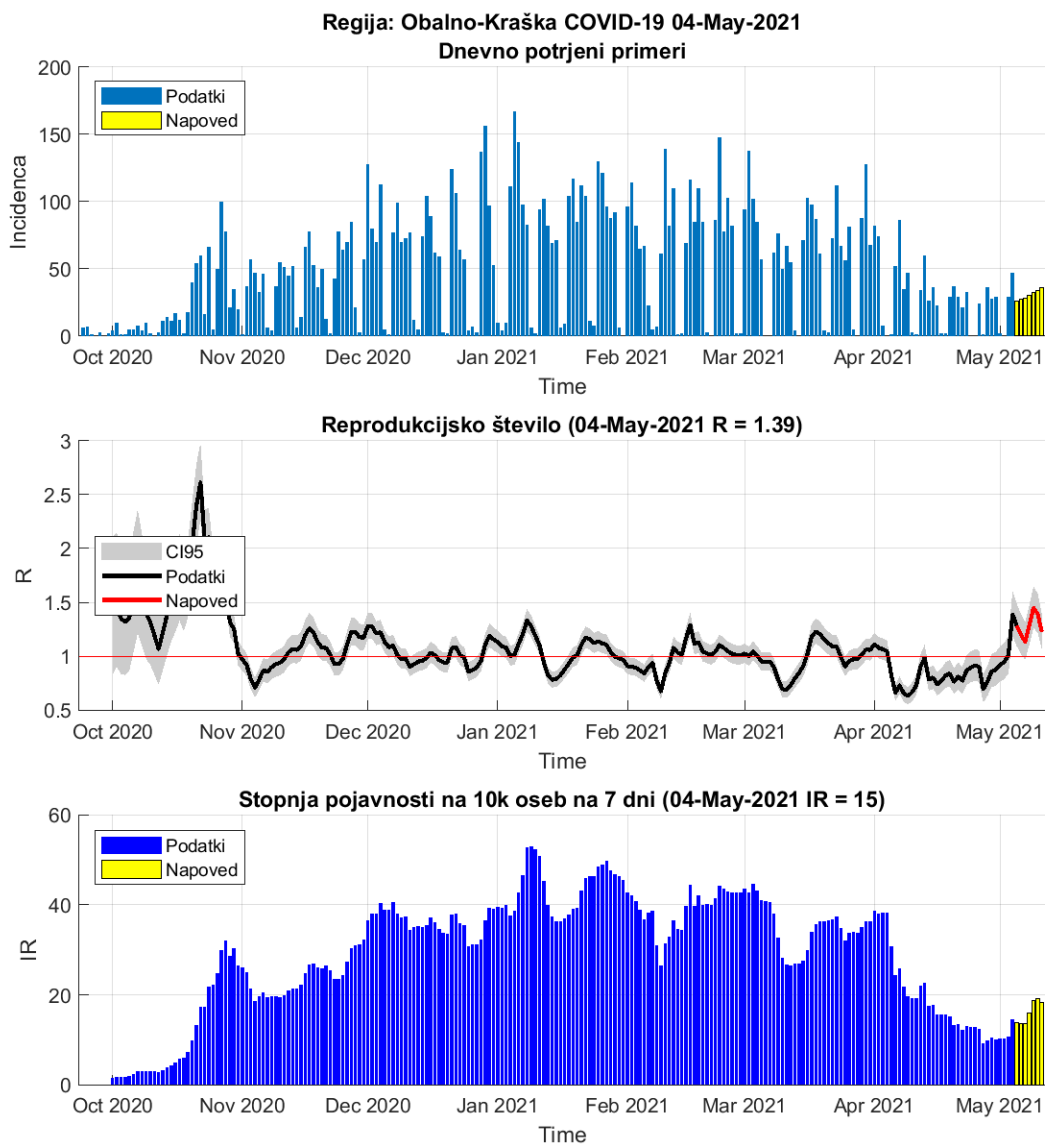 Regija: Obalno-Kraška COVID-19 04-May-2021
Dnevno potrjeni primeri
200
150
100
50
0
Incidenca
Podatki
Napoved
Oct 2020 Nov 2020 Dec 2020 Jan 2021 Feb 2021 Mar 2021 Apr 2021 May 2021
Time
Reprodukcijsko število (04-May-2021 R = 1.39)
3
2.5
2
1.5
1
0.5
R
CI95
Podatki
Napoved
Oct 2020 Nov 2020 Dec 2020 Jan 2021 Feb 2021 Mar 2021 Apr 2021 May 2021
Time
Stopnja pojavnosti na 10k oseb na 7 dni (04-May-2021 IR = 15)
60
40
20
0
IR
Podatki
Napoved
Oct 2020 Nov 2020 Dec 2020 Jan 2021 Feb 2021 Mar 2021 Apr 2021 May 2021
Time